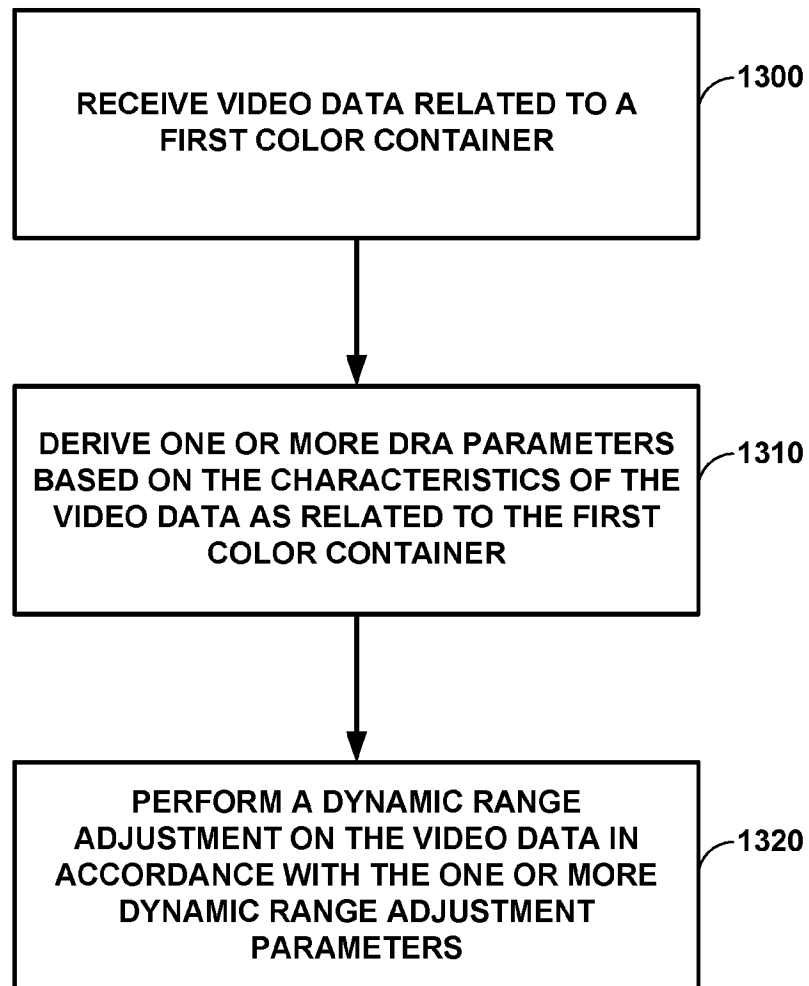 RECEIVE VIDEO DATA RELATED TO A
FIRST COLOR CONTAINER
1300
DERIVE ONE OR MORE DRA PARAMETERS
BASED ON THE CHARACTERISTICS OF THE
VIDEO DATA AS RELATED TO THE FIRST
COLOR CONTAINER
1310
PERFORM A DYNAMIC RANGE
ADJUSTMENT ON THE VIDEO DATA IN
ACCORDANCE WITH THE ONE OR MORE
DYNAMIC RANGE ADJUSTMENT
PARAMETERS
1320